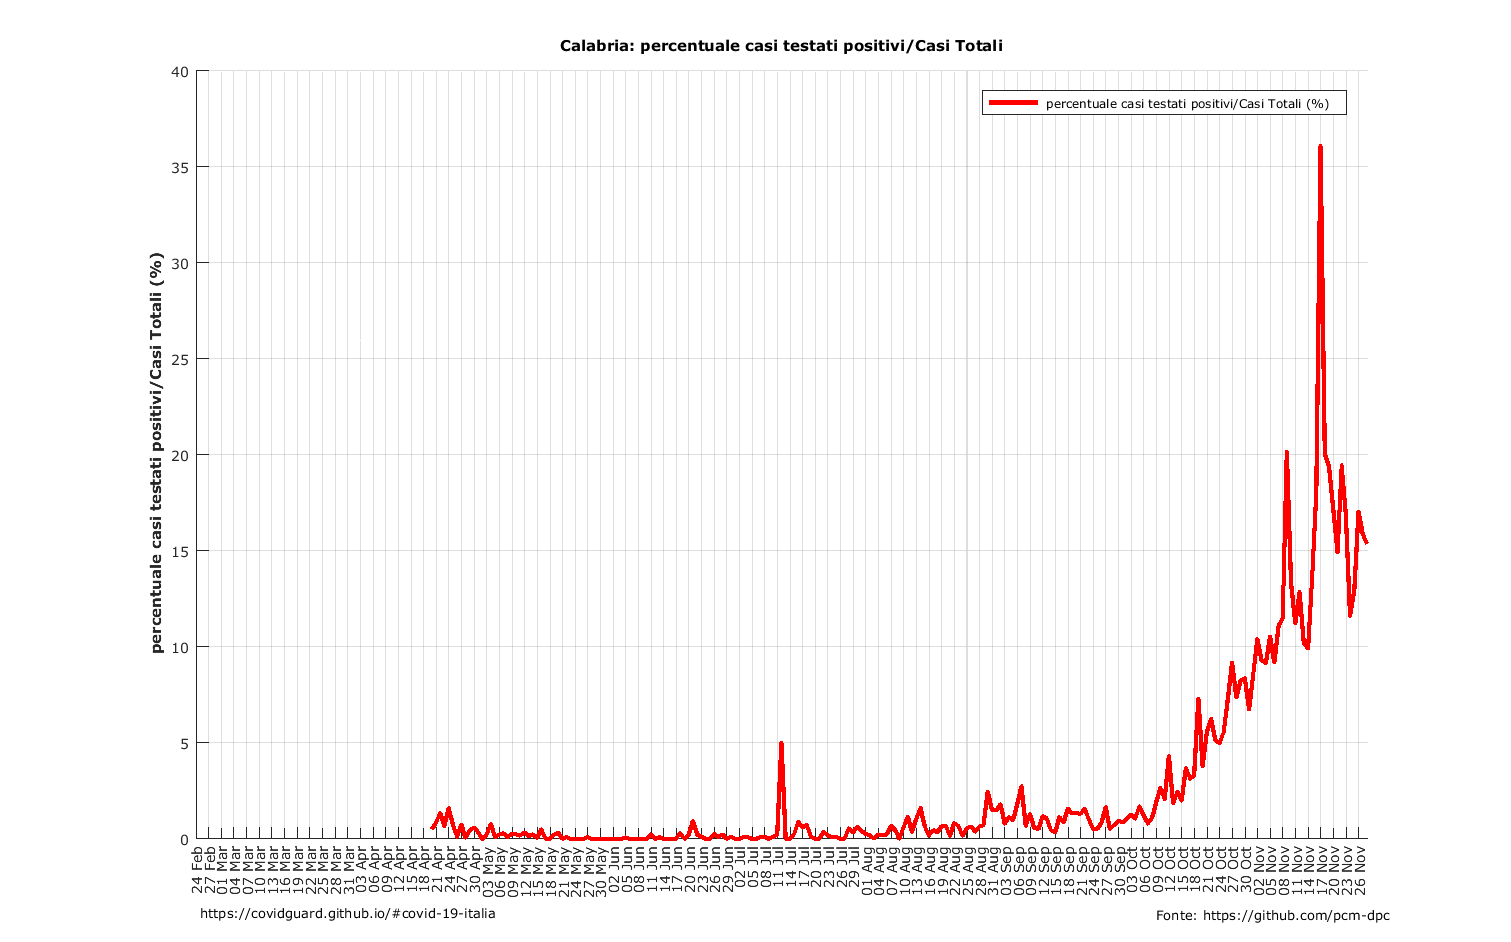 Calabria: percentuale casi testati positivi/Casi Totali
percentuale casi testati positivi/Casi Totali (%)
percentuale casi testati positivi/Casi Totali (%)
40
35
30
25
20
15
10
5
0
24 Feb
27 Feb
01 Mar
04 Mar
07 Mar
10 Mar
13 Mar
16 Mar
19 Mar
22 Mar
25 Mar
28 Mar
31 Mar
03 Apr
06 Apr
09 Apr
12 Apr
15 Apr
18 Apr
21 Apr
24 Apr
27 Apr
30 Apr
03 May
06 May
09 May
12 May
15 May
18 May
21 May
24 May
27 May
30 May
02 Jun
05 Jun
08 Jun
11 Jun
14 Jun
17 Jun
20 Jun
23 Jun
26 Jun
29 Jun
02 Jul
05 Jul
08 Jul
11 Jul
14 Jul
17 Jul
20 Jul
23 Jul
26 Jul
29 Jul
01 Aug
04 Aug
07 Aug
10 Aug
13 Aug
16 Aug
19 Aug
22 Aug
25 Aug
28 Aug
31 Aug
03 Sep
06 Sep
09 Sep
12 Sep
15 Sep
18 Sep
21 Sep
24 Sep
27 Sep
30 Sep
03 Oct
06 Oct
09 Oct
12 Oct
15 Oct
18 Oct
21 Oct
24 Oct
27 Oct
30 Oct
02 Nov
05 Nov
08 Nov
11 Nov
14 Nov
17 Nov
20 Nov
23 Nov
26 Nov
https://covidguard.github.io/#covid-19-italia
Fonte: https://github.com/pcm-dpc